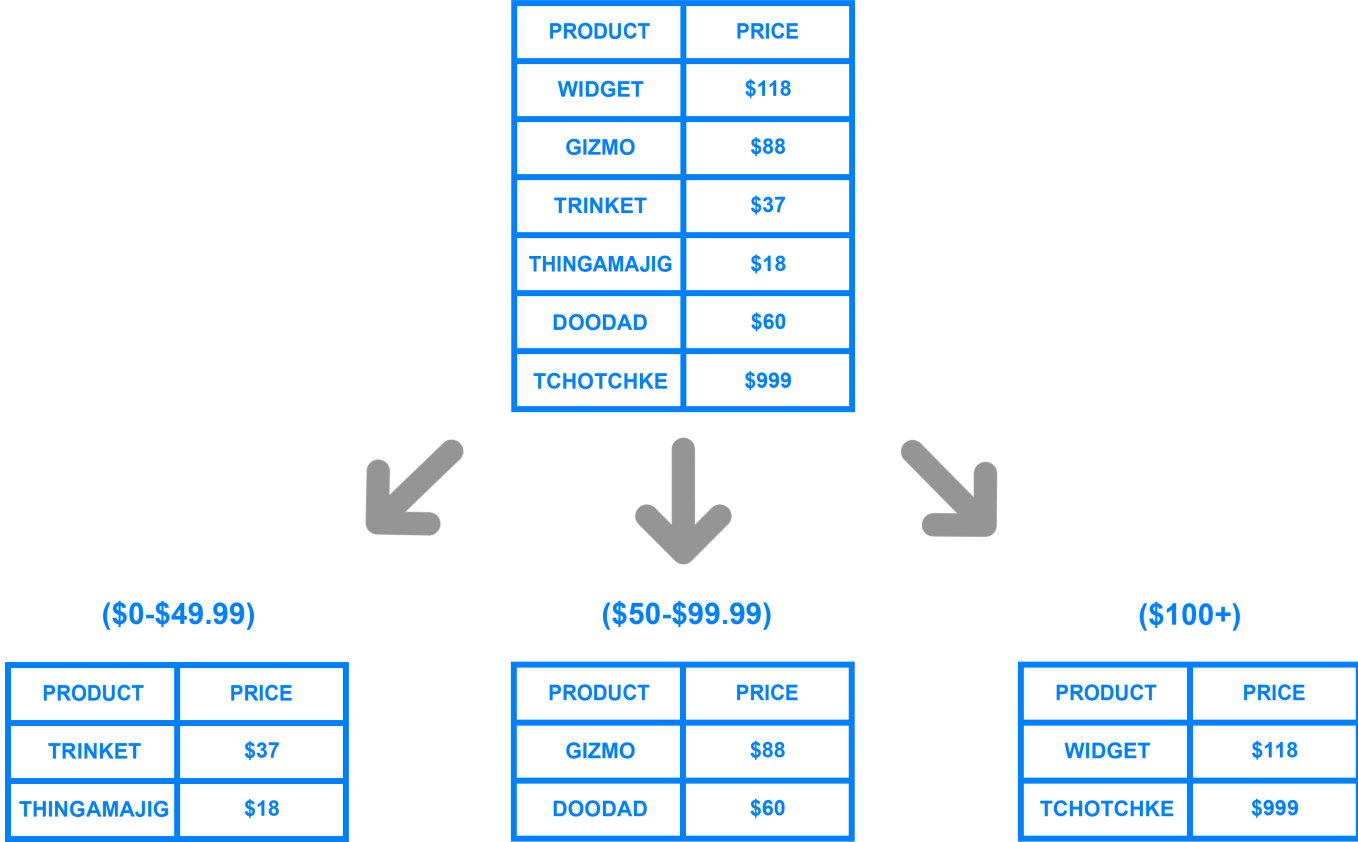 PRODUCT PRICE
WIDGET $118
GIZMO $88
TRINKET $37
THINGAMAJIG $18
DOODAD $60
TCHOTCHKE $999
($0-$49.99)
PRODUCT PRICE
TRINKET $37
THINGAMAJIG $18
($50-$99.99)
PRODUCT PRICE
GIZMO $88
DOODAD $60
($100+)
PRODUCT PRICE
WIDGET $118
TCHOTCHKE $999